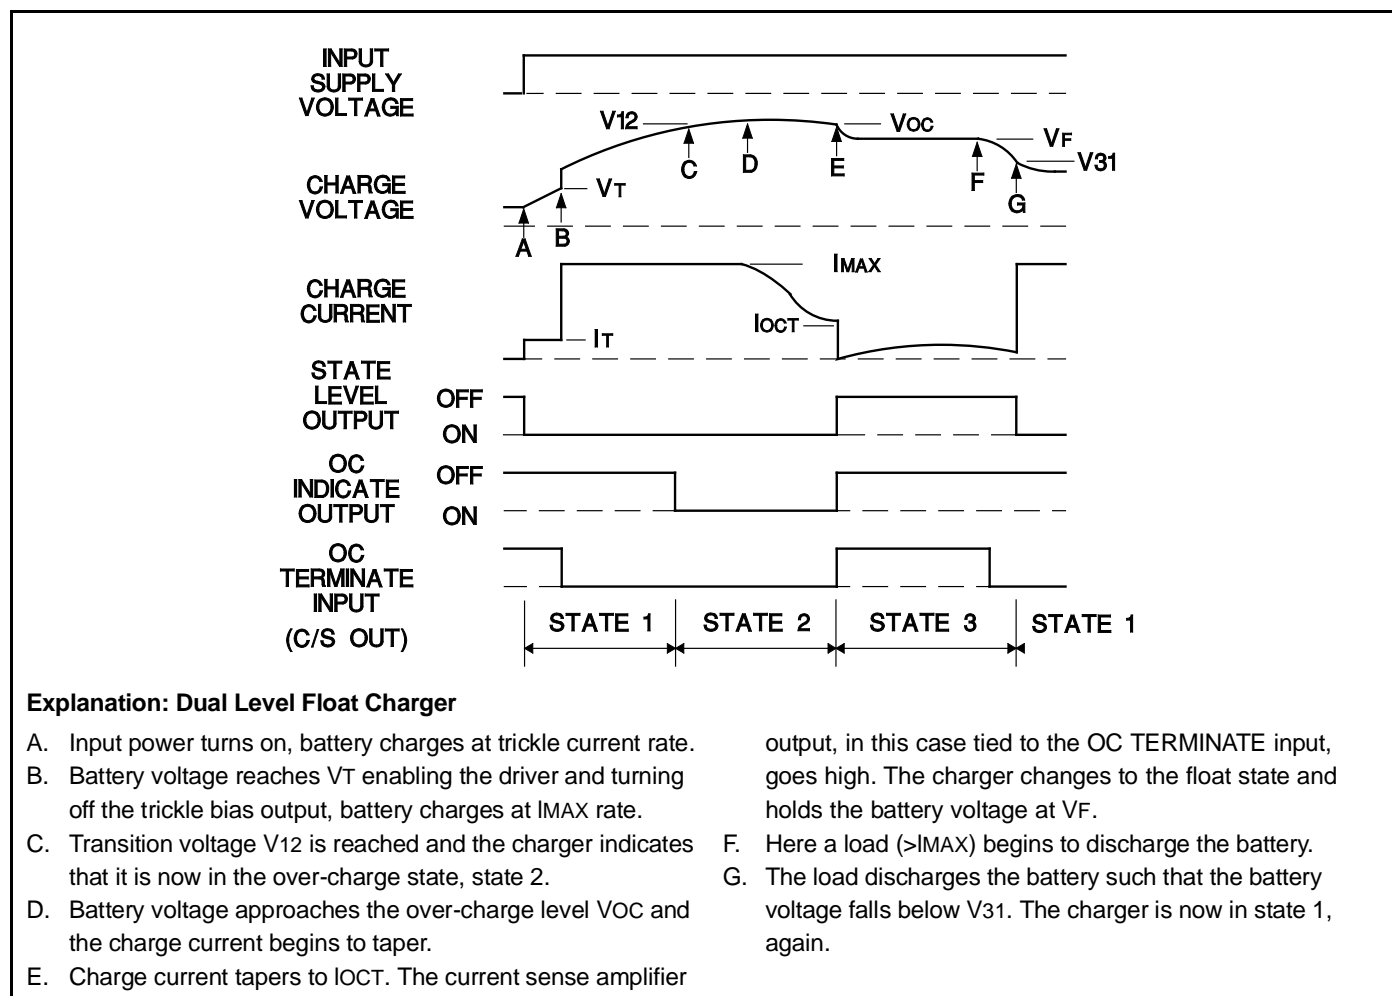 INPUT
SUPPLY
VOLTAGE
V12
VOC
VF
V31
CHARGE
VOLTAGE
VT
A
B
C
D
E
F
G
CHARGE
CURRENT
IMAX
IOCT
IT
STATE
LEVEL
OUTPUT
OFF
ON
OC
INDICATE
OUTPUT
OFF
ON
OC
TERMINATE
INPUT
(C/S OUT)
STATE 1
STATE 2
STATE 3
STATE 1
Explanation: Dual Level Float Charger
A. Input power turns on, battery charges at trickle current rate.
B. Battery voltage reaches VT enabling the driver and turning
off the trickle bias output, battery charges at IMAX rate.
C. Transition voltage V12 is reached and the charger indicates
that it is now in the over-charge state, state 2.
D. Battery voltage approaches the over-charge level VOC and
the charge current begins to taper.
E. Charge current tapers to IOCT. The current sense amplifier
output, in this case tied to the OC TERMINATE input,
goes high. The charger changes to the float state and
holds the battery voltage at VF.
F. Here a load (>IMAX) begins to discharge the battery.
G. The load discharges the battery such that the battery
voltage falls below V31. The charger is now in state 1,
again.